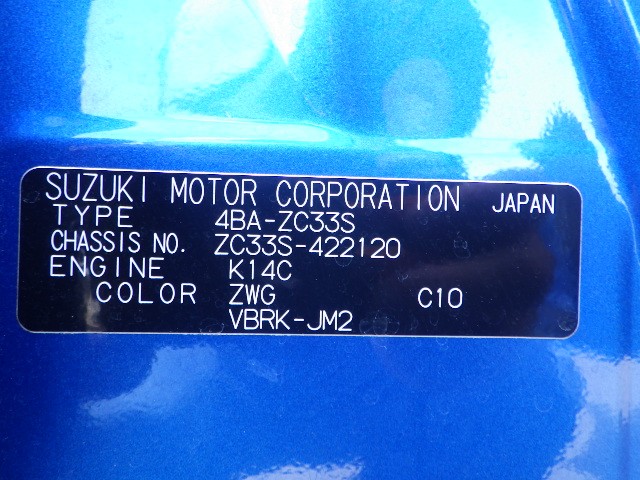 SUZUKI MOTOR CORPORATION JAPAN
TYPE 4BA-ZC33S
CHASSIS NO. ZC33S-422120
ENGINE K14C
COLOR ZWG C10
VBRK-JM2